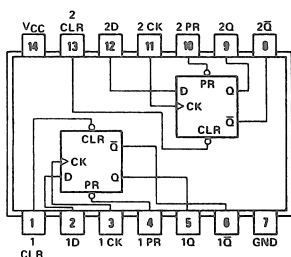 2
VCC CLR 2D 2 CK 2 PR 2Q 2Q̅
14 13 12 11 10 9 8
PR
D Q
CK
Q̅
CLR
CLR
Q̅
CK
D
PR Q
1 2 3 4 5 6 7
1 1D 1 CK 1 PR 1Q 1Q̅ GND
CLR